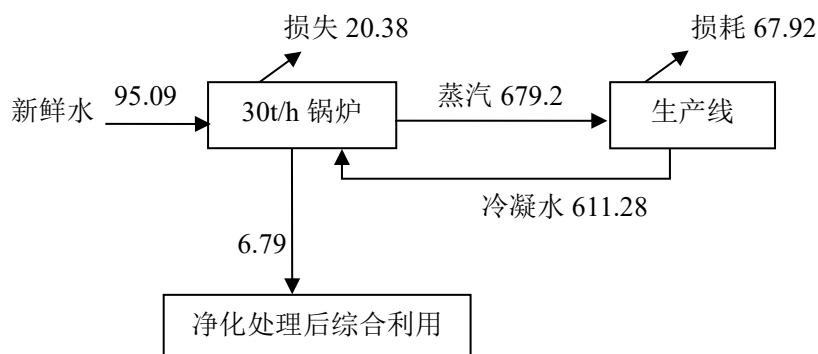 损失 20.38
损耗 67.92
新鲜水
95.09
30t/h 锅炉
蒸汽 679.2
生产线
冷凝水 611.28
6.79
净化处理后综合利用